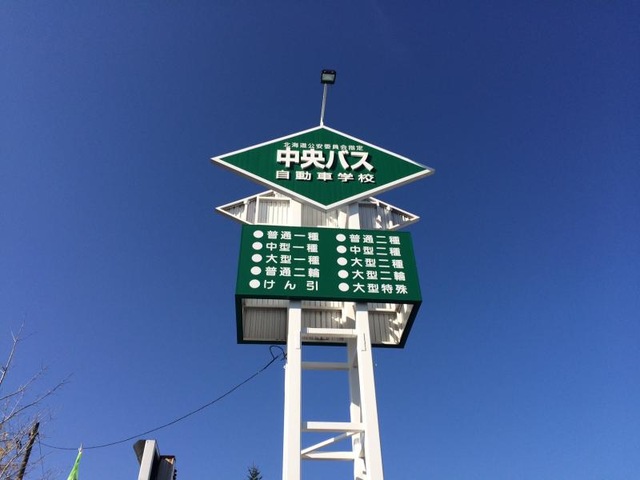 北海道公安委員会指定
中央バス
自動車学校
●普通一種 ●普通二種
●中型一種 ●中型二種
●大型一種 ●大型二種
●普通二輪 ●大型二輪
●けん引 ●大型特殊